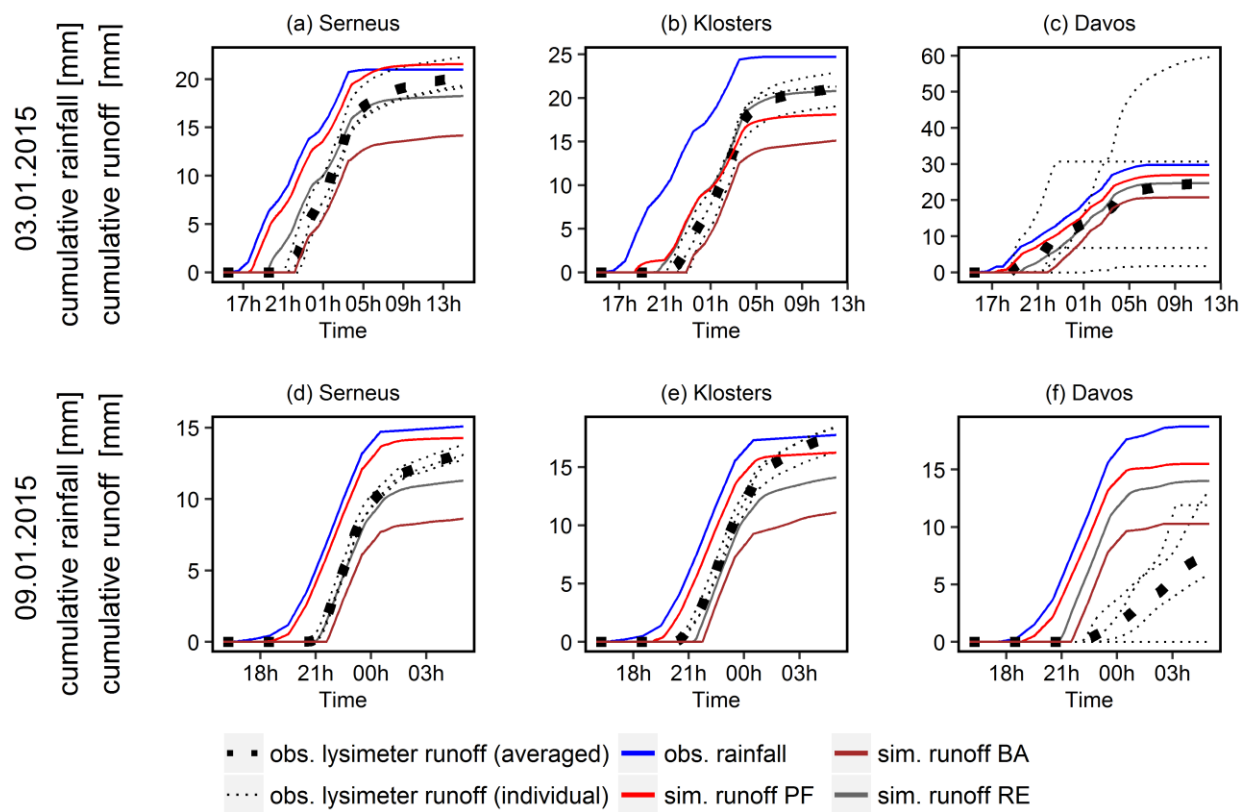 (a) Serneus (b) Klosters (c) Davos
03.01.2015
cumulative rainfall [mm]
cumulative runoff [mm]
20
15
10
5
0
17h 21h 01h 05h 09h 13h
Time
25
20
15
10
5
0
17h 21h 01h 05h 09h 13h
Time
60
50
40
30
20
10
0
17h 21h 01h 05h 09h 13h
Time
(d) Serneus (e) Klosters (f) Davos
09.01.2015
cumulative rainfall [mm]
cumulative runoff [mm]
15
10
5
0
18h 21h 00h 03h
Time
15
10
5
0
18h 21h 00h 03h
Time
15
10
5
0
18h 21h 00h 03h
Time
obs. lysimeter runoff (averaged) obs. rainfall sim. runoff BA
obs. lysimeter runoff (individual) sim. runoff PF sim. runoff RE